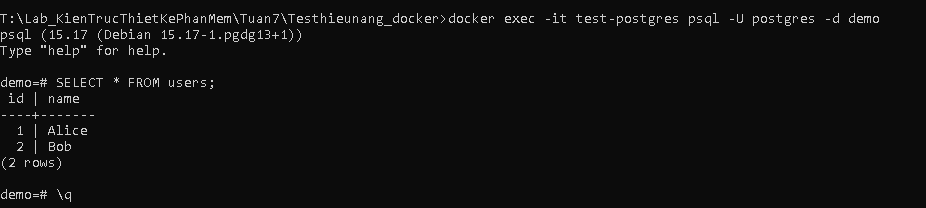 T:\Lab_KienTrucThietKePhanMem\Tuan7\Testhieunang_docker>docker exec -it test-postgres psql -U postgres -d demo
psql (15.17 (Debian 15.17-1.pgdg13+1))
Type "help" for help.

demo=# SELECT * FROM users;
 id | name
----+-------
  1 | Alice
  2 | Bob
(2 rows)

demo=# \q